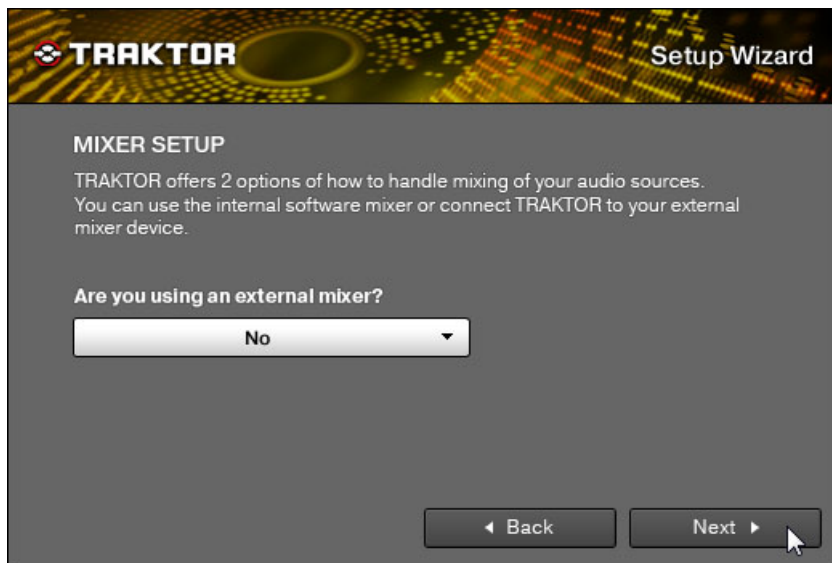 TRAKTOR
Setup Wizard
MIXER SETUP
TRAKTOR offers 2 options of how to handle mixing of your audio sources.
You can use the internal software mixer or connect TRAKTOR to your external
mixer device.
Are you using an external mixer?
No
Back
Next